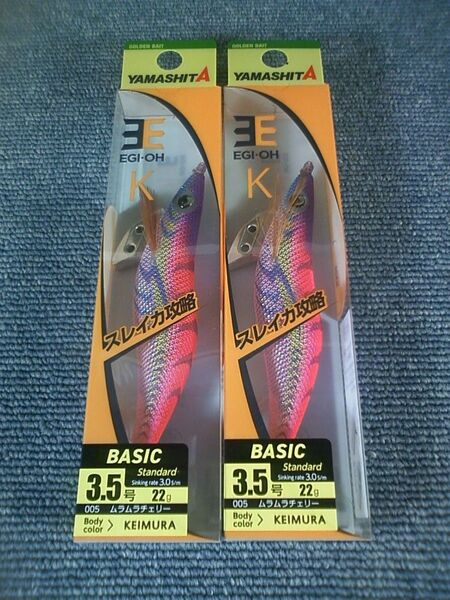 GOLDEN BAIT
YAMASHITA
EGI-OH
K
スレイカ攻略
BASIC
Standard
Sinking rate 3.0 s/m
3.5号 22g
005 ムラムラチェリー
Body color > KEIMURA
GOLDEN BAIT
YAMASHITA
EGI-OH
K
スレイカ攻略
BASIC
Standard
Sinking rate 3.0 s/m
3.5号 22g
005 ムラムラチェリー
Body color > KEIMURA